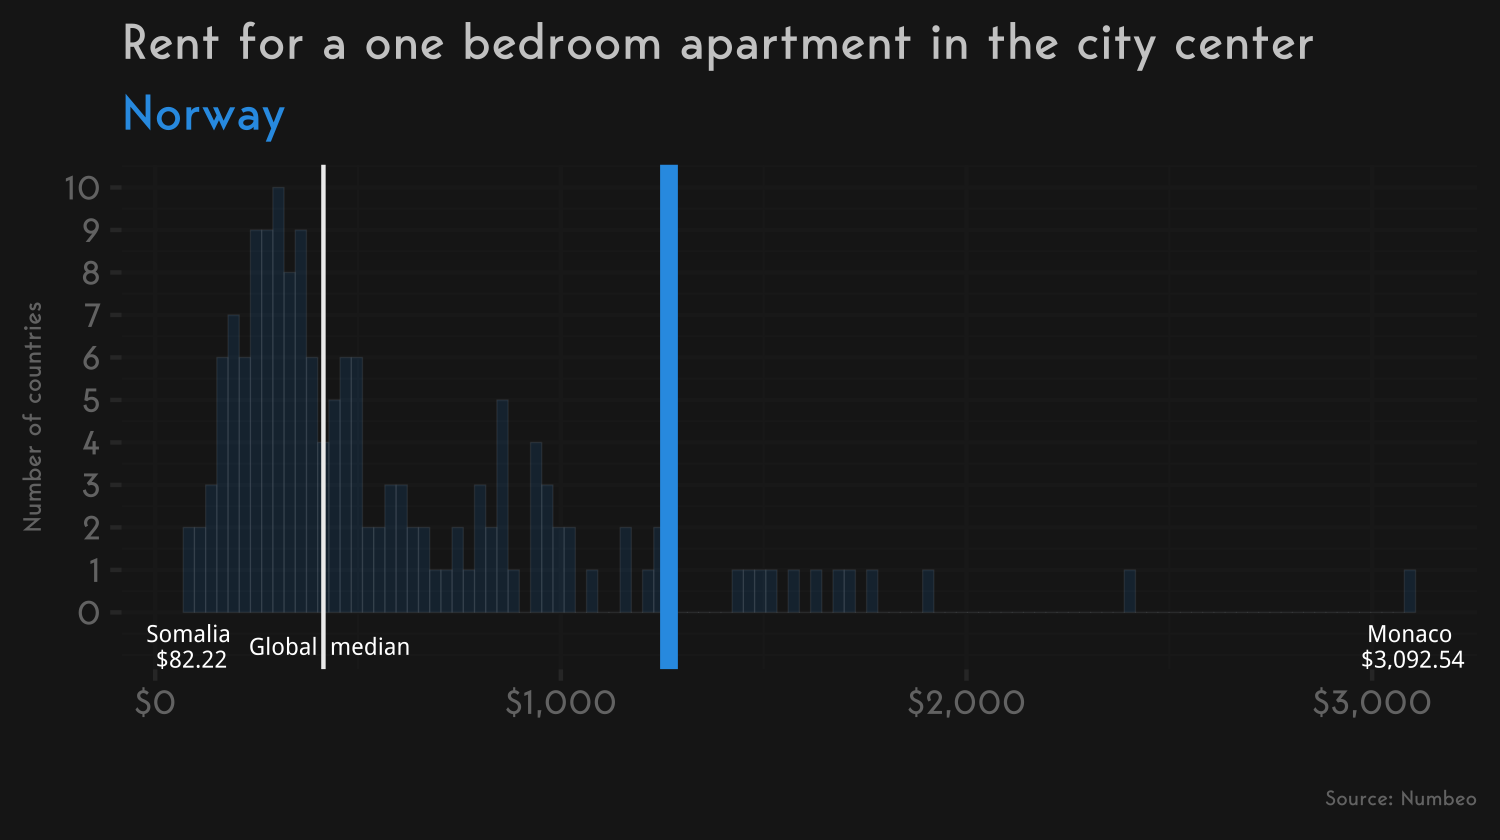 Rent for a one bedroom apartment in the city center
Norway
Number of countries
10
9
8
7
6
5
4
3
2
1
0
Somalia
$82.22
Global median
Monaco
$3,092.54
$0 $1,000 $2,000 $3,000
Source: Numbeo